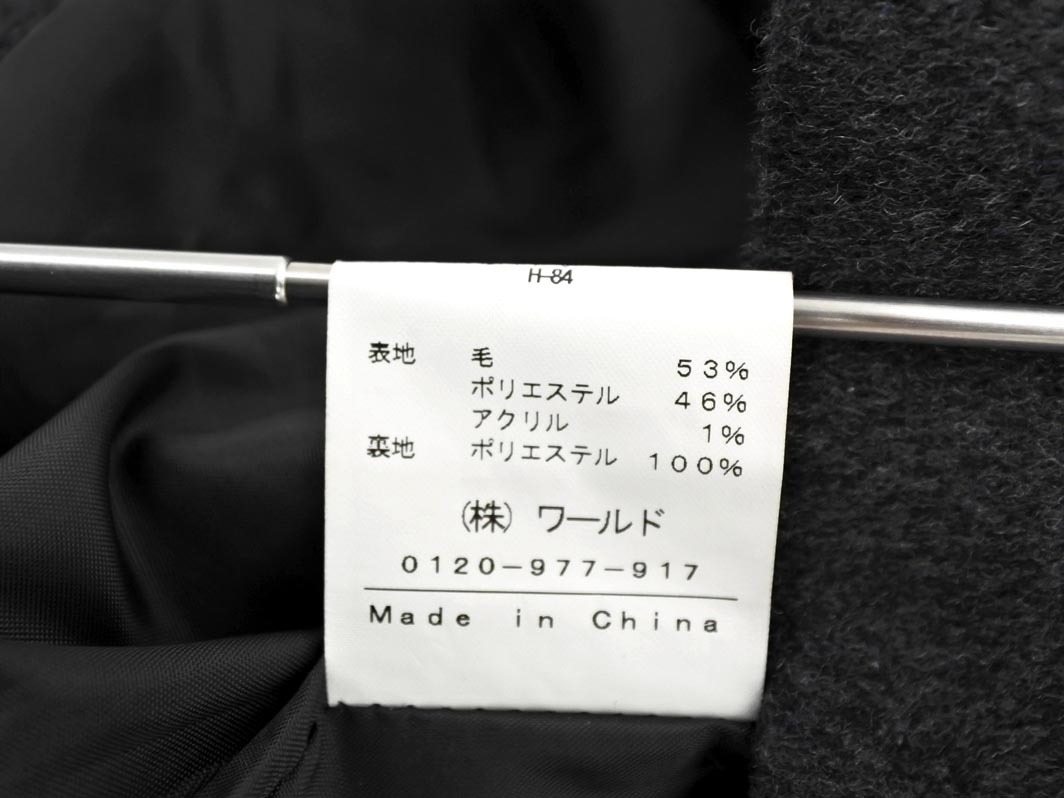 H-84
表地 毛 53%
ポリエステル 46%
アクリル 1%
裏地 ポリエステル 100%
(株) ワールド
0120-977-917
Made in China